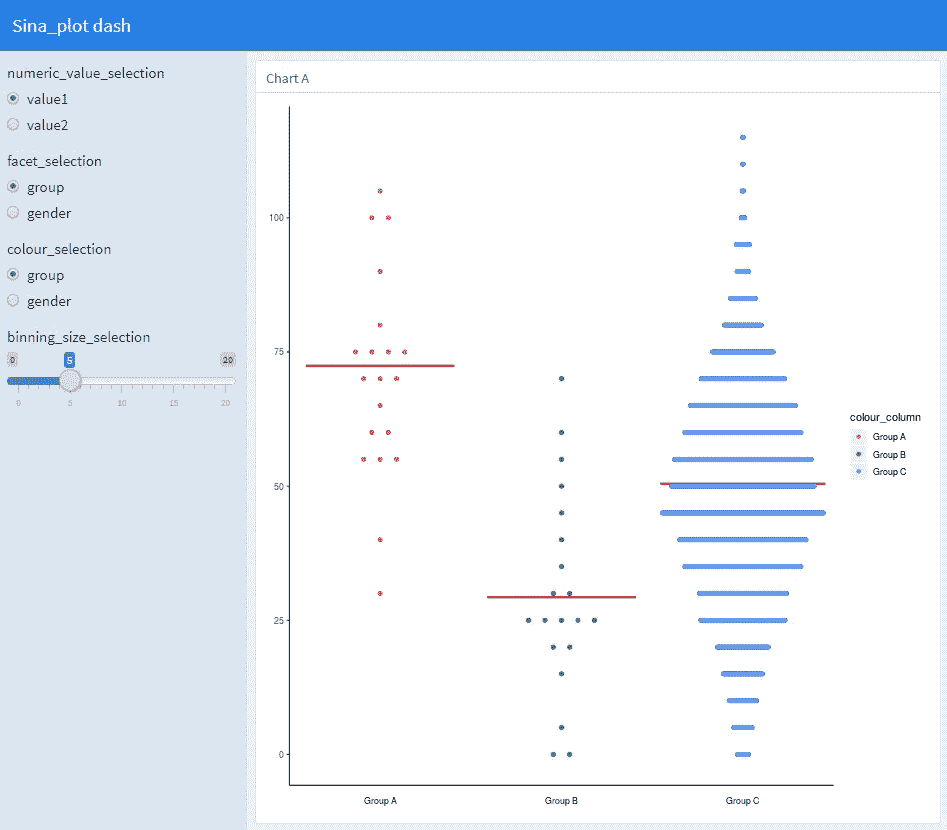 Sina_plot dash
numeric_value_selection
value1
value2
facet_selection
group
gender
colour_selection
group
gender
binning_size_selection
0 5 20
0 5 10 15 20
Chart A
100
75
50
25
0
Group A Group B Group C
colour_column
Group A
Group B
Group C